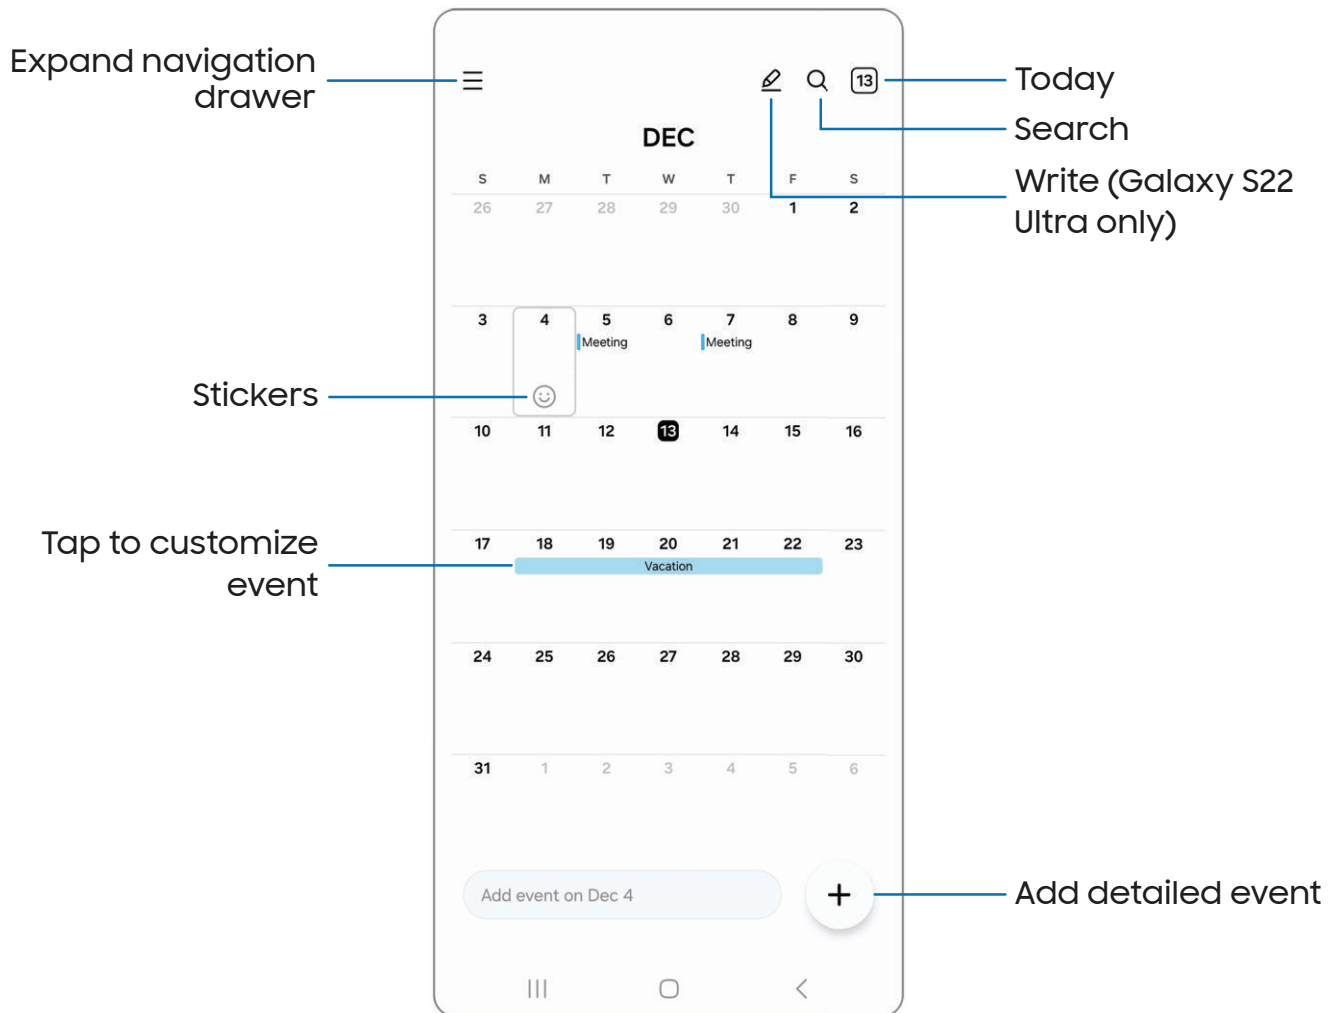 Expand navigation
drawer
13
Today
Search
Write (Galaxy S22
Ultra only)
DEC
S M T W T F S
26 27 28 29 30 1 2
3 4 5 6 7 8 9
Meeting Meeting
Stickers
10 11 12 13 14 15 16
Tap to customize
event
17 18 19 20 21 22 23
Vacation
24 25 26 27 28 29 30
31 1 2 3 4 5 6
Add event on Dec 4
Add detailed event